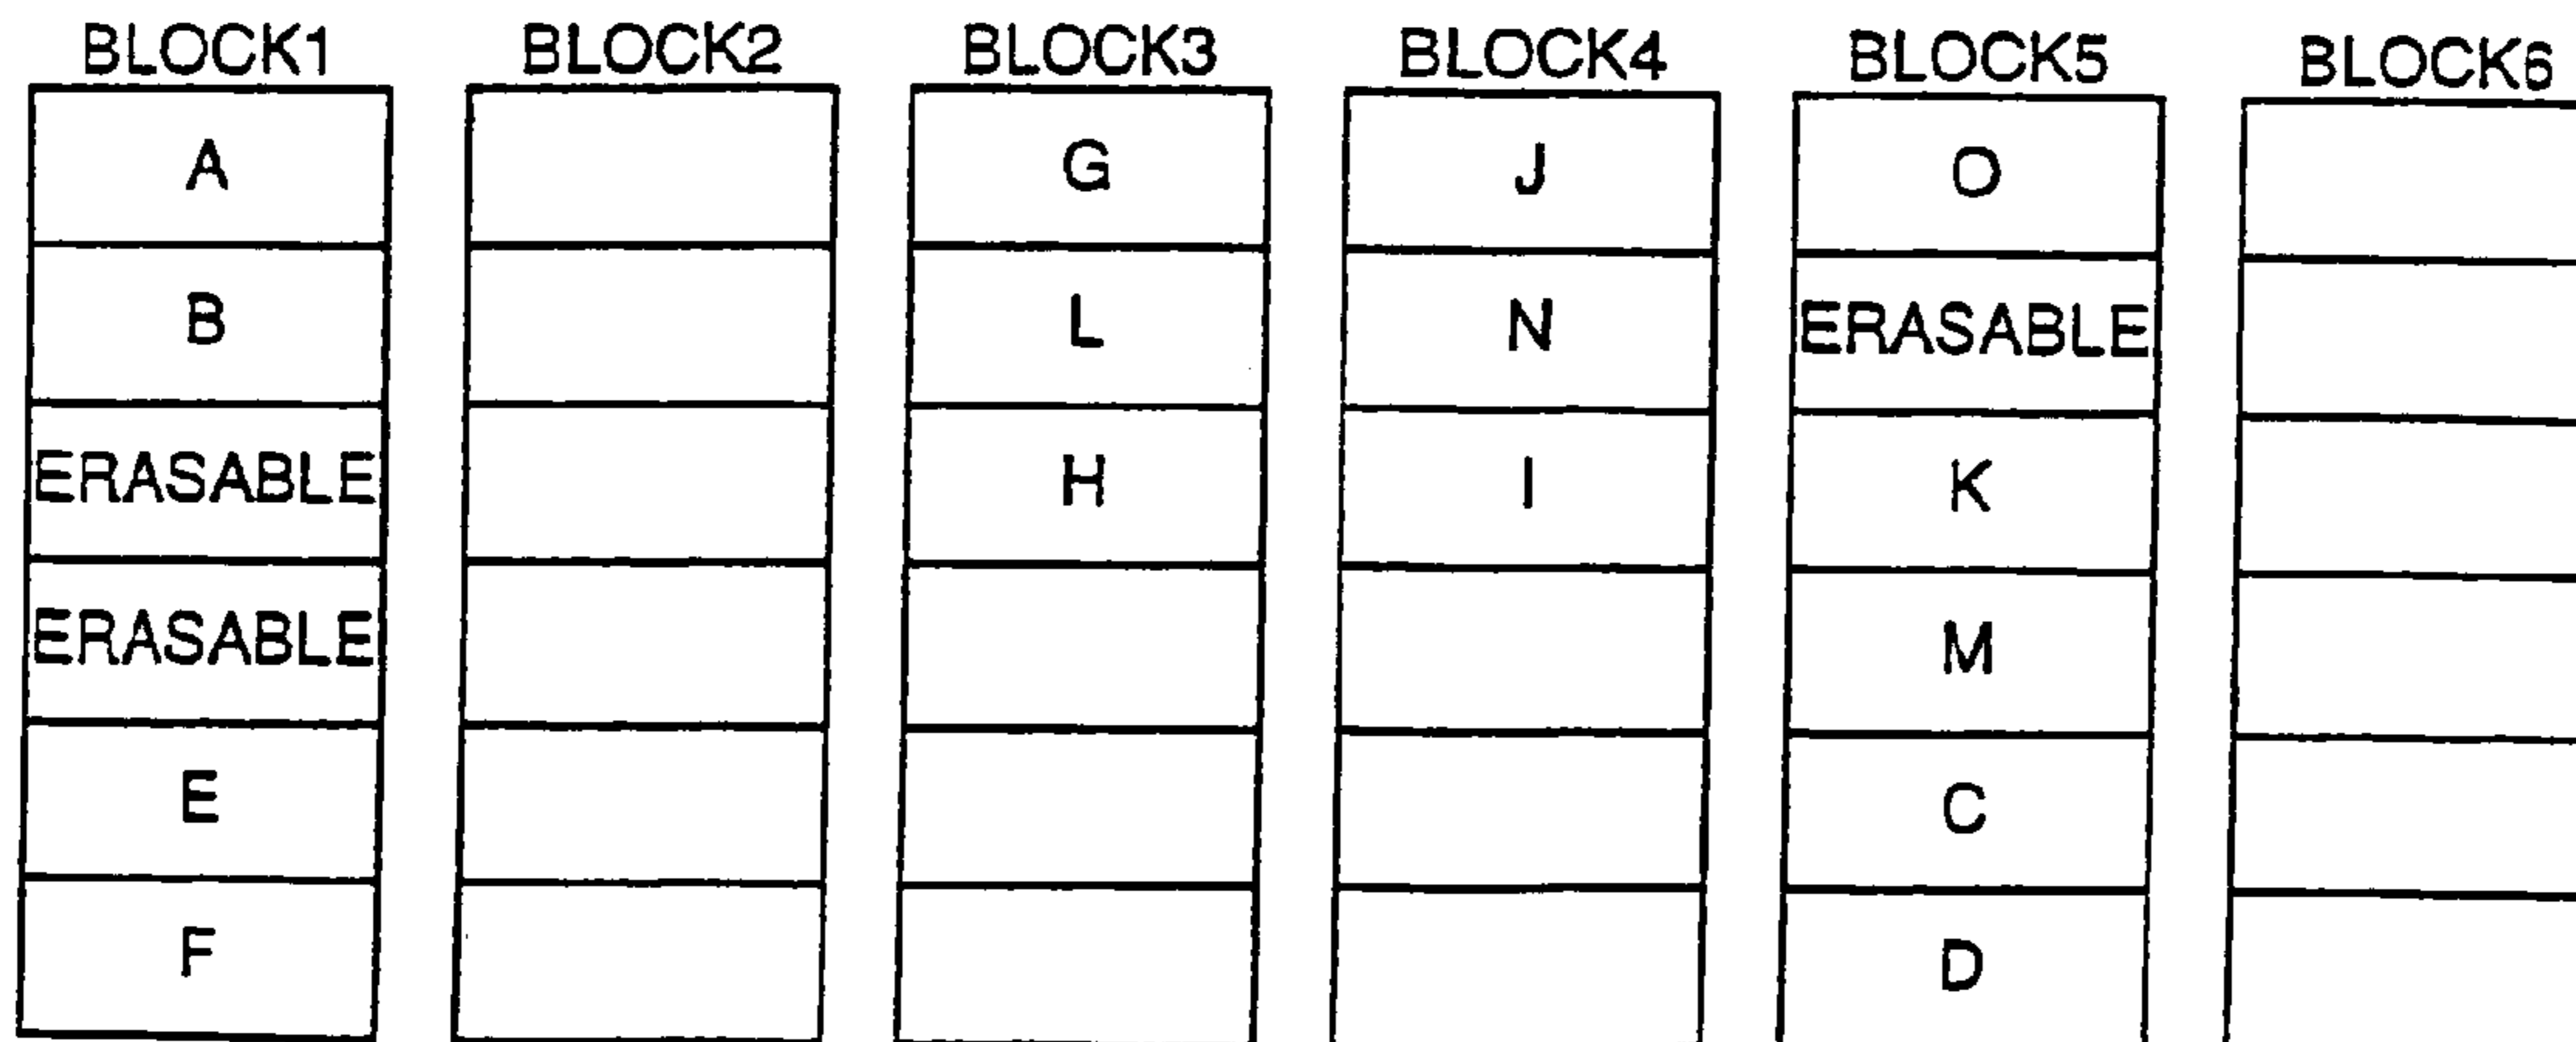 BLOCK1 BLOCK2 BLOCK3 BLOCK4 BLOCK5 BLOCK6
A G J O
B L N ERASABLE
ERASABLE H I K
ERASABLE M
E C
F D